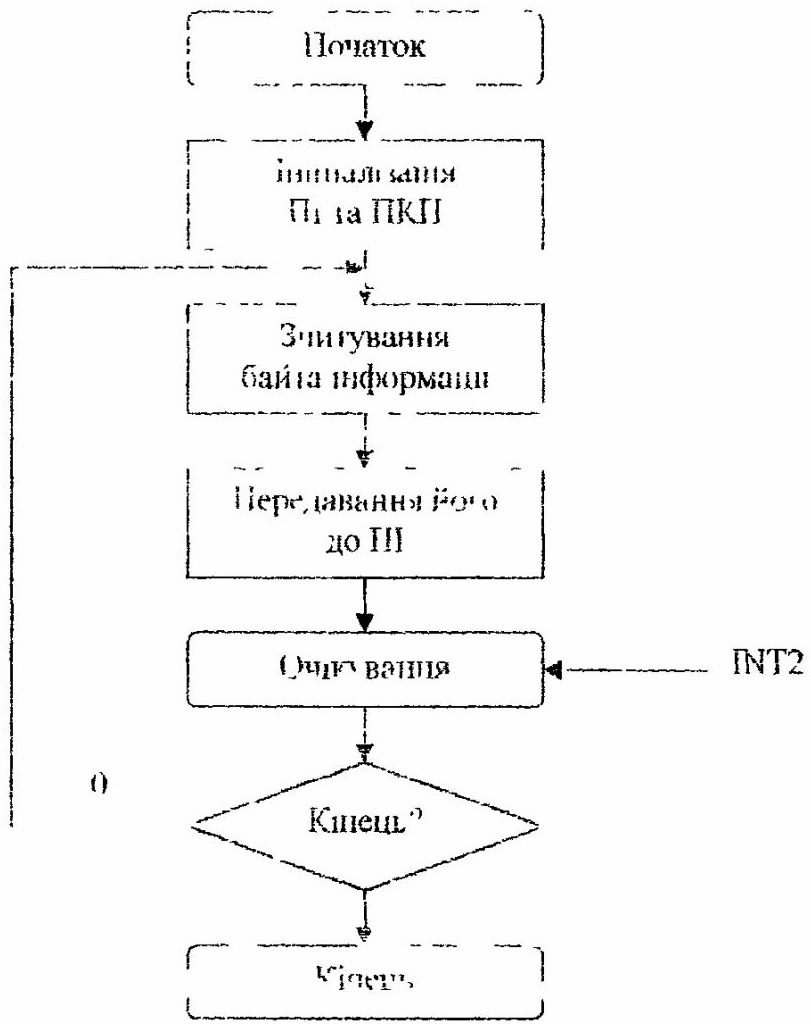 Початок
Ініціалізація
ПІ та ПКП
Зчитування
байта інформації
Передавання його
до ПІ
Очікування
INT2
0
Кінець?
Кінець